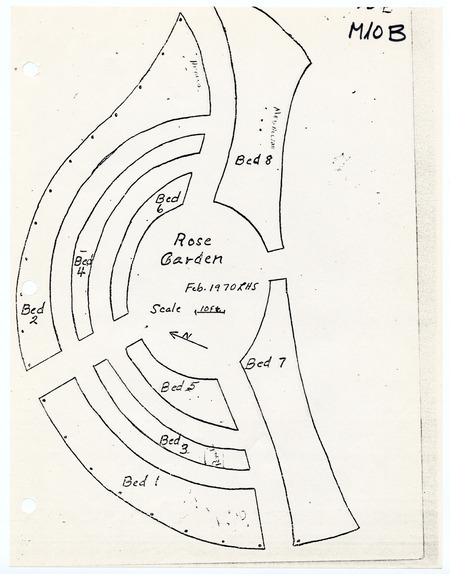 M10B
Bed 8
Bed
6
Rose
Garden
Bed
4
Feb. 1970 RHS
Scale 10 Ft.
N
Bed
2
Bed 7
Bed 5
Bed
3
Bed 1